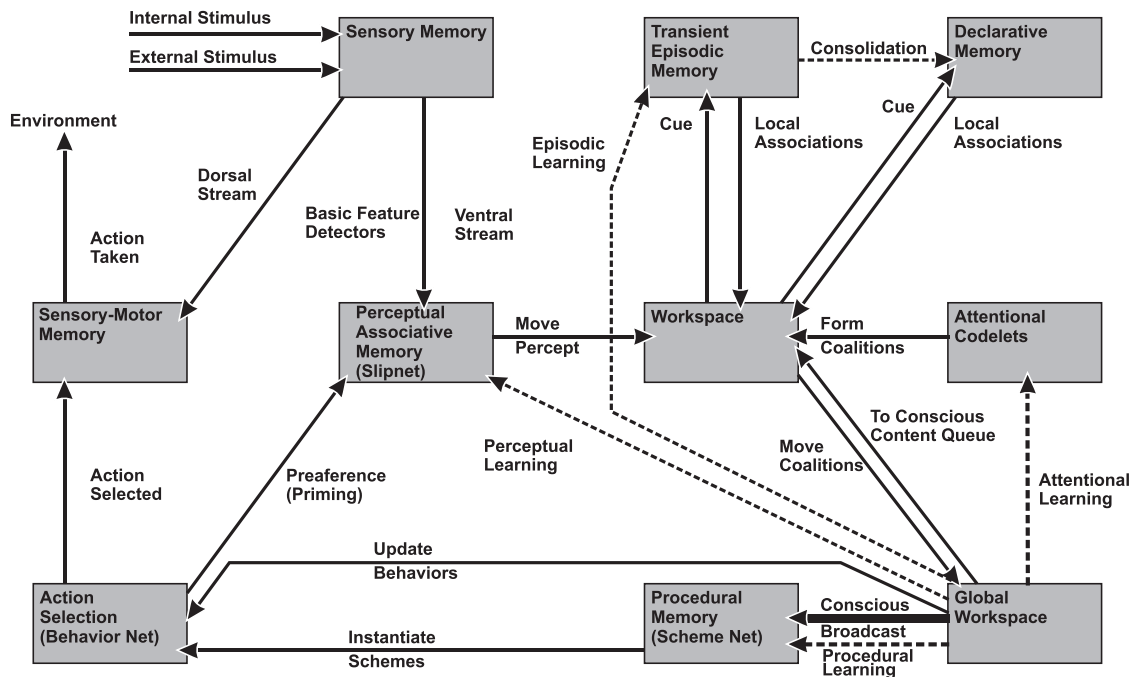 Internal Stimulus
External Stimulus
Sensory Memory
Transient
Episodic
Memory
Consolidation
Declarative
Memory
Environment
Cue
Local
Associations
Cue
Local
Associations
Episodic
Learning
Dorsal
Stream
Basic Feature
Detectors
Ventral
Stream
Action
Taken
Sensory-Motor
Memory
Perceptual
Associative
Memory
(Slipnet)
Move
Percept
Workspace
Form
Coalitions
Attentional
Codelets
To Conscious
Content Queue
Move
Coalitions
Perceptual
Learning
Preaference
(Priming)
Action
Selected
Attentional
Learning
Update
Behaviors
Action
Selection
(Behavior Net)
Instantiate
Schemes
Procedural
Memory
(Scheme Net)
Conscious
Broadcast
Procedural
Learning
Global
Workspace